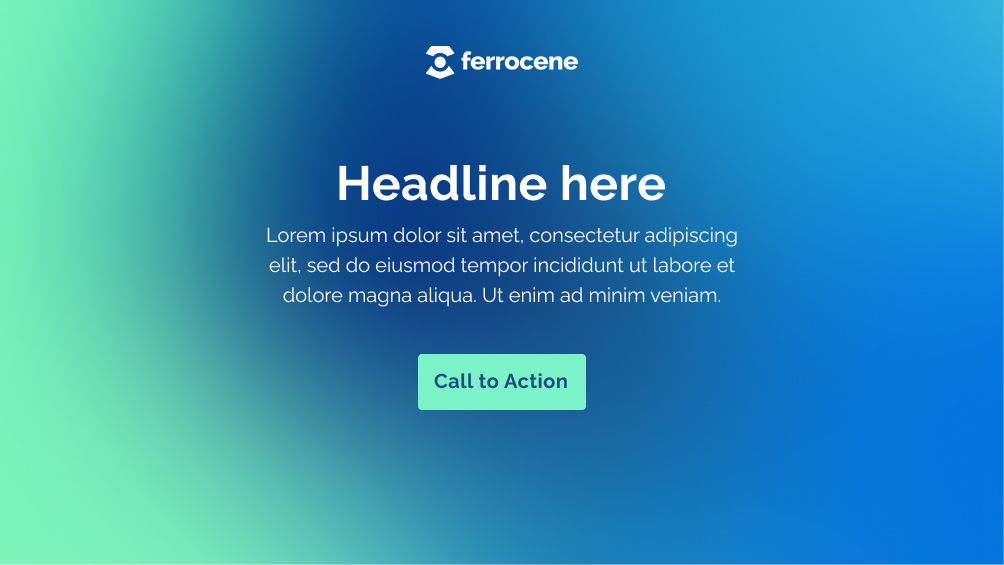 ferrocene
Headline here
Lorem ipsum dolor sit amet, consectetur adipiscing
elit, sed do eiusmod tempor incididunt ut labore et
dolore magna aliqua. Ut enim ad minim veniam.
Call to Action